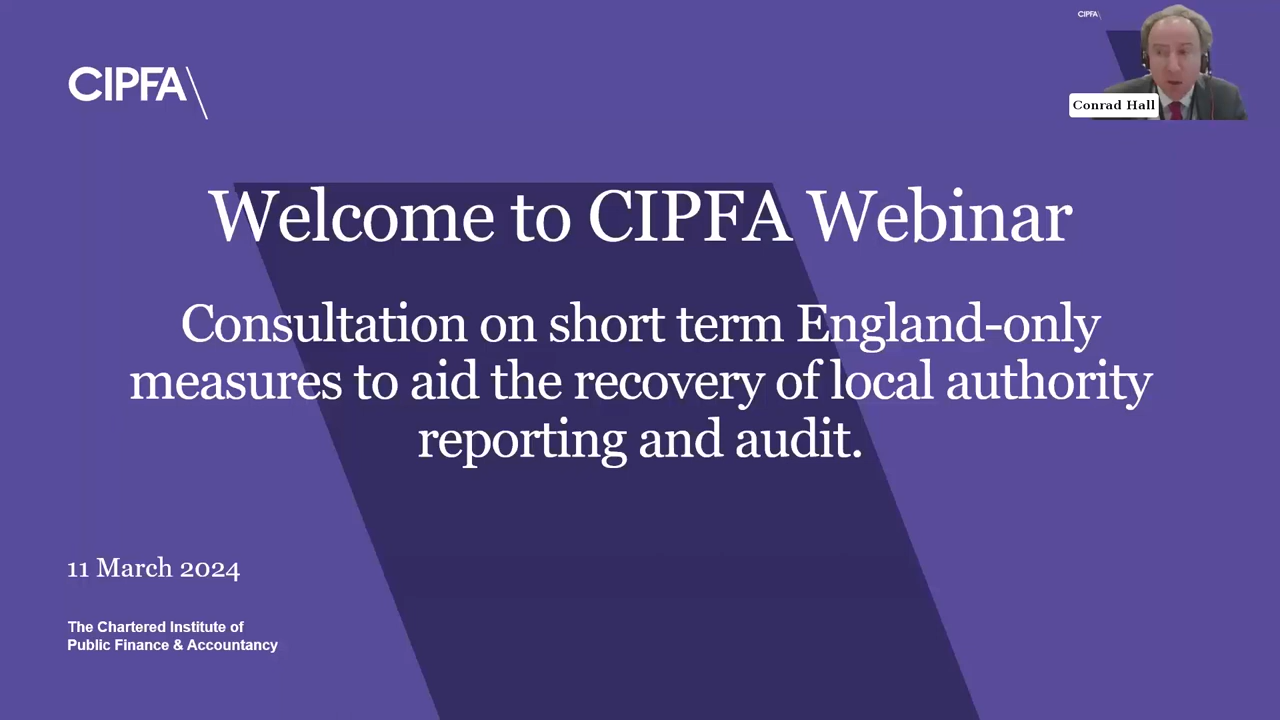 CIPFA
CIPFA
Conrad Hall
Welcome to CIPFA Webinar
Consultation on short term England-only
measures to aid the recovery of local authority
reporting and audit.
11 March 2024
The Chartered Institute of
Public Finance & Accountancy